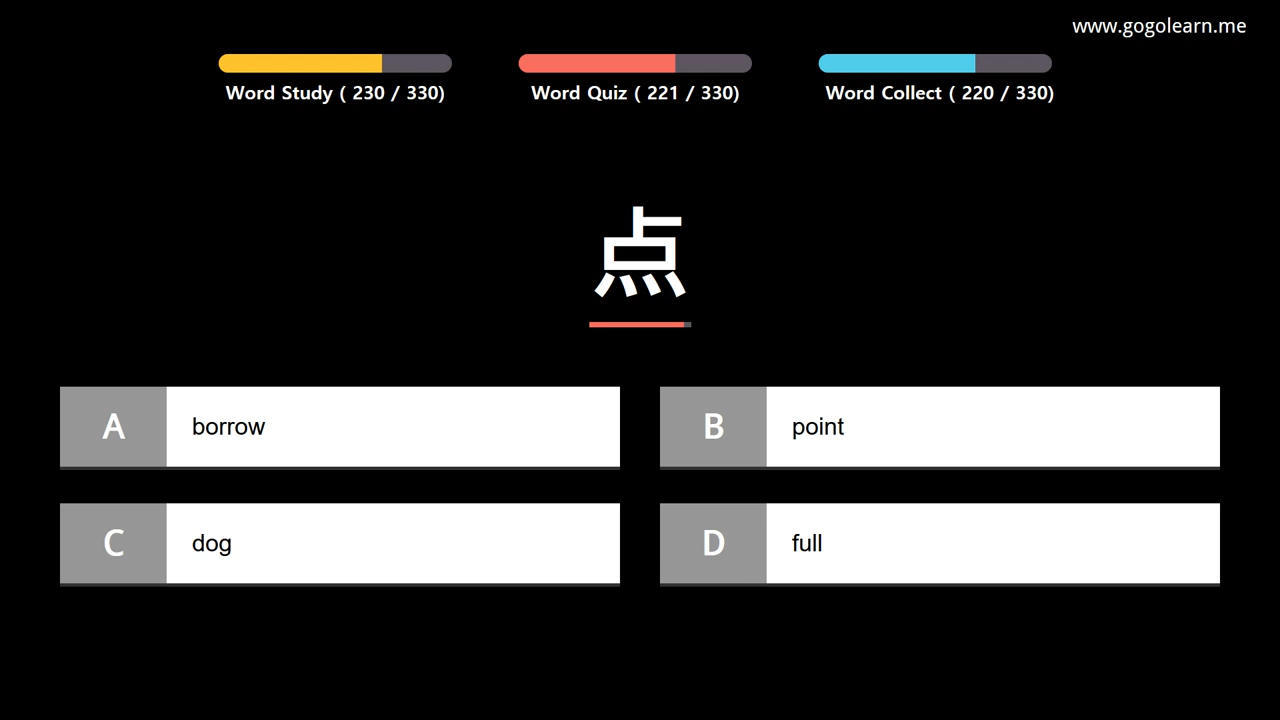 www.gogolearn.me
Word Study ( 230 / 330)
Word Quiz ( 221 / 330)
Word Collect ( 220 / 330)
点
A borrow
B point
C dog
D full